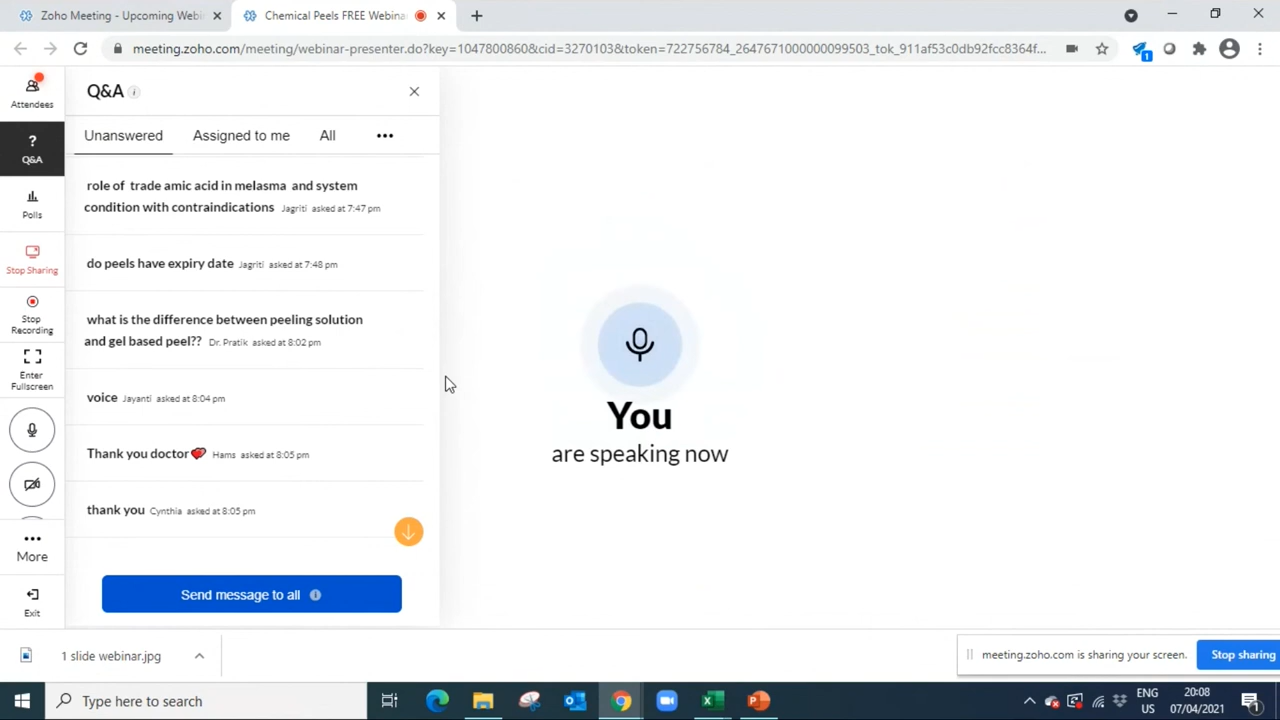 Zoho Meeting - Upcoming Webi
Chemical Peels FREE Webina
meeting.zoho.com/meeting/webinar-presenter.do?key=1047800860&cid=3270103&token=722756784_2647671000000099503_tok_911af53c0db92fcc8364f...
1
Attendees
Q&A
Polls
Stop Sharing
Stop
Recording
Enter
Fullscreen
More
Exit
Q&A
Unanswered Assigned to me All
role of trade amic acid in melasma and system
condition with contraindications Jagriti asked at 7:47 pm
do peels have expiry date Jagriti asked at 7:48 pm
what is the difference between peeling solution
and gel based peel?? Dr. Pratik asked at 8:02 pm
voice Jayanti asked at 8:04 pm
Thank you doctor💕 Hams asked at 8:05 pm
thank you Cynthia asked at 8:05 pm
Send message to all
You
are speaking now
1 slide webinar.jpg
meeting.zoho.com is sharing your screen. Stop sharing
Type here to search
ENG
US
20:08
07/04/2021
1